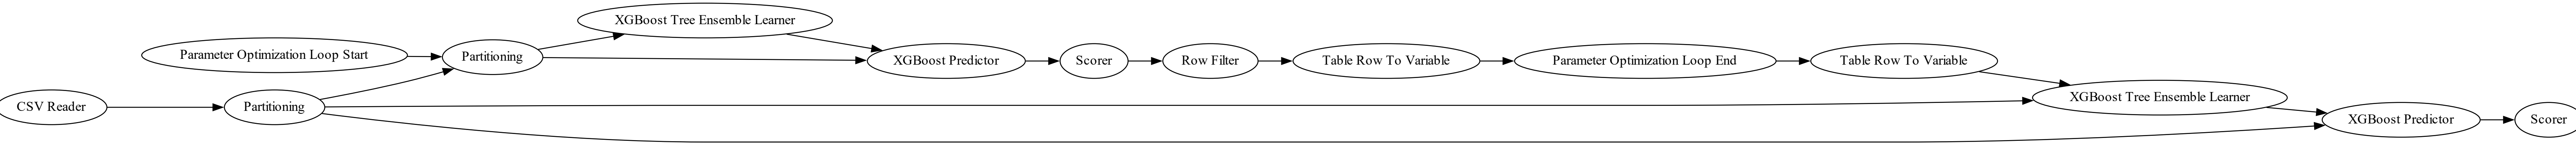 XGBoost Tree Ensemble Learner
Parameter Optimization Loop Start
Partitioning
XGBoost Predictor
Scorer
Row Filter
Table Row To Variable
Parameter Optimization Loop End
Table Row To Variable
CSV Reader
Partitioning
XGBoost Tree Ensemble Learner
XGBoost Predictor
Scorer